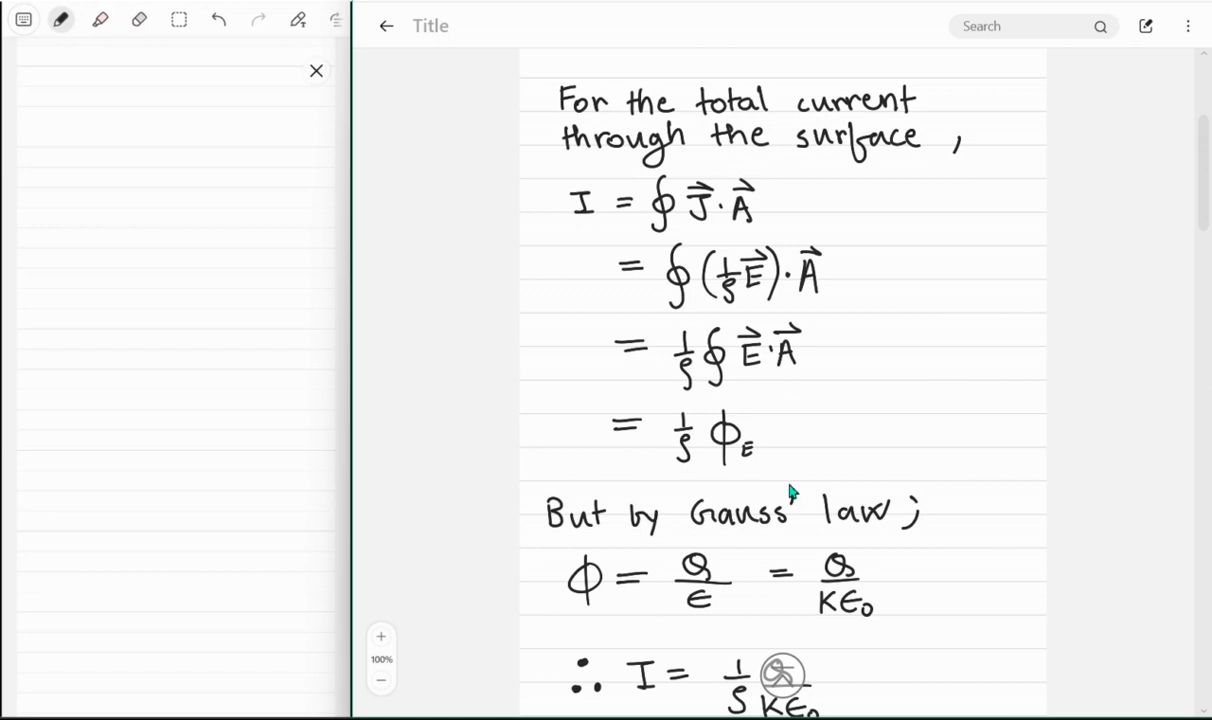 Title
Search
For the total current
through the surface,
I = ∮ J⃗ · A⃗
= ∮ (1/ρ E⃗) · A⃗
= 1/ρ ∮ E⃗ · A⃗
= 1/ρ ϕ_E
But by Gauss' law;
ϕ = Q/ϵ = Q/Kϵ₀
∴ I = 1/ρ Q/Kϵ₀
100%